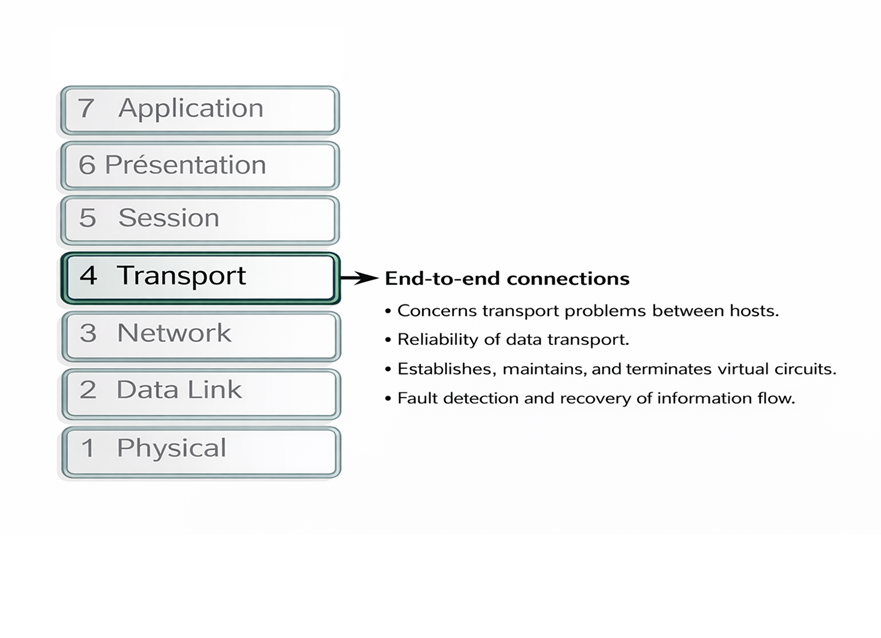 7 Application
6 Présentation
5 Session
4 Transport
End-to-end connections
• Concerns transport problems between hosts.
• Reliability of data transport.
• Establishes, maintains, and terminates virtual circuits.
• Fault detection and recovery of information flow.
3 Network
2 Data Link
1 Physical